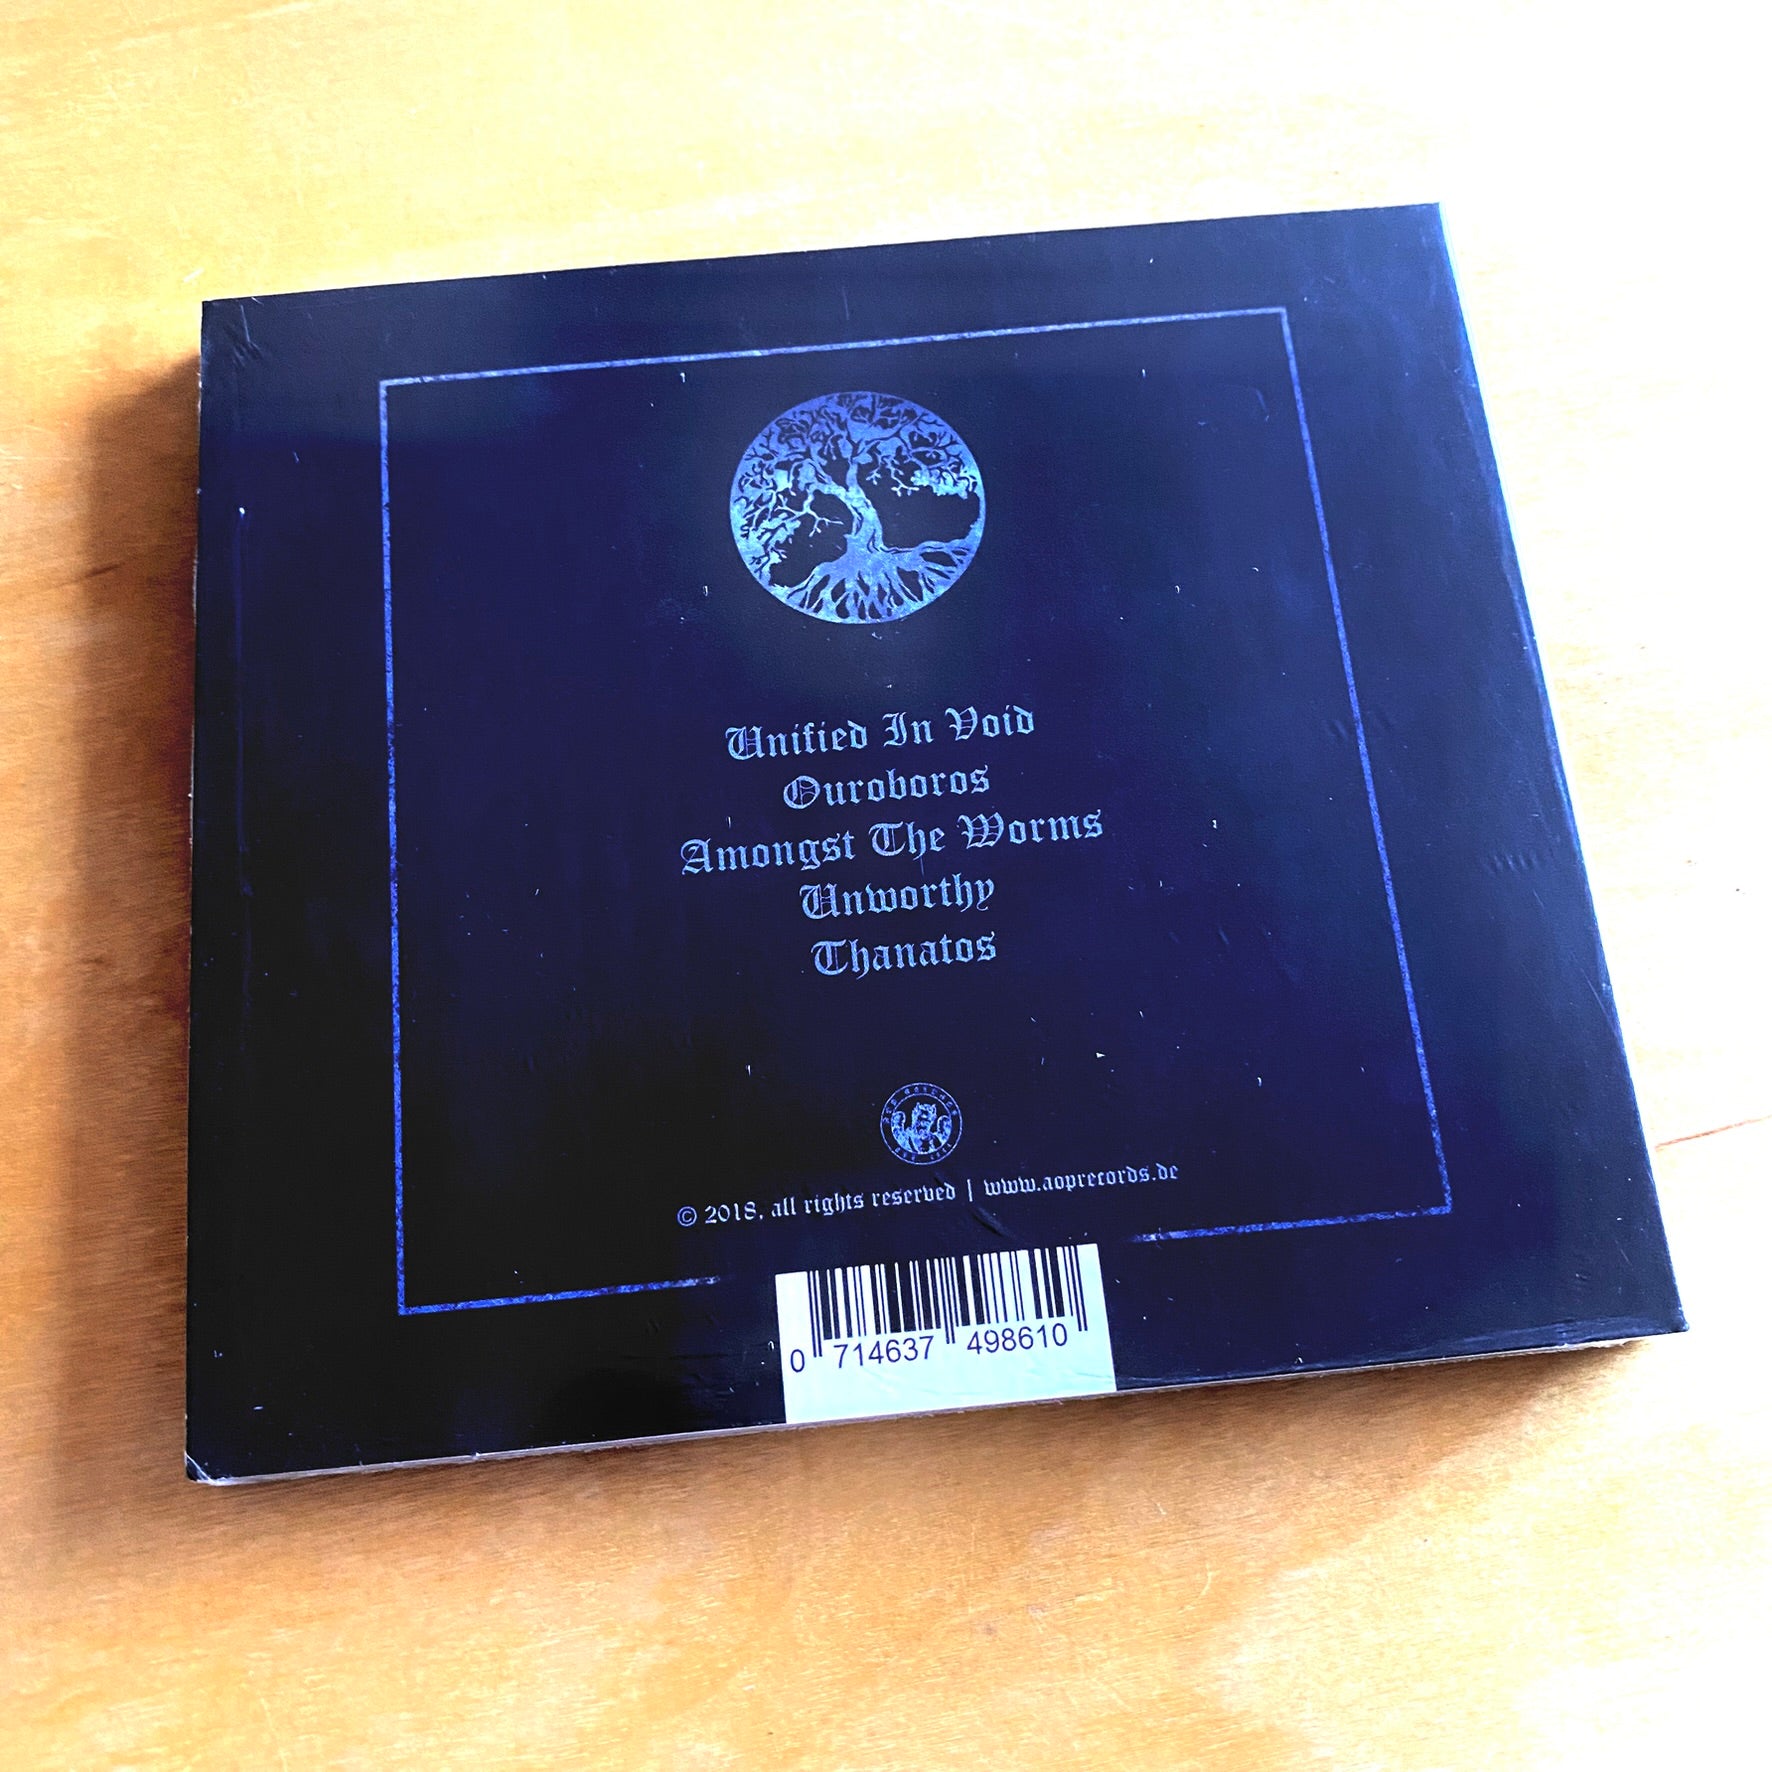 Unified In Void
Ouroboros
Amongst The Worms
Unworthy
Thanatos
© 2018, all rights reserved | www.aoprecords.de
0 714637 498610